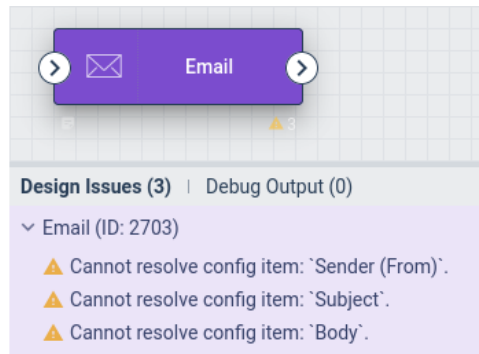 Email
3
Design Issues (3) | Debug Output (0)
Email (ID: 2703)
Cannot resolve config item: `Sender (From)`.
Cannot resolve config item: `Subject`.
Cannot resolve config item: `Body`.